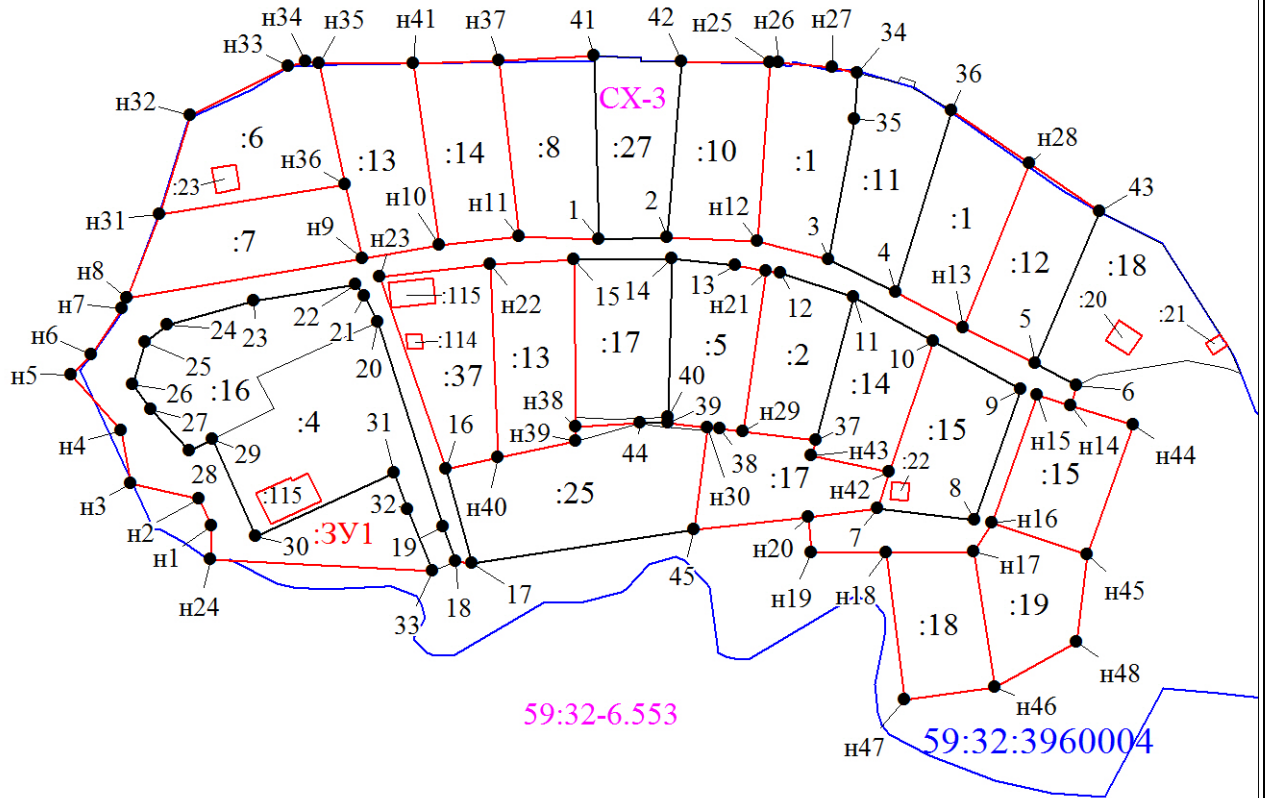 н34 н35 н41 н37 41 42 н25 н26 н27 34
н33
36
н32
СХ-3
35
:6 н36 :13 :14 :8 :27 :10 :1 :11 н28
:23
43
н31
н10 н11 1 2 н12 3 4 :1
:7 н9 н23
н13 :12 :18
н8
н7
:115 н22 15 14 13 н21 12
:20 :21
24 23 22 21
5
11 10
н6
25 20 :114
:13 :17 :5 :2
н5
26 :16 :37 :14
6
27 :4
40
9
н38 39 н29 37
н4
31 16 н39 44 38 н43 :15 н15 н14 н44
28 29
н30 :17 н42 :22 :15
н3
:115 32 н40 :25
8
н2
30 :ЗУ1 19
н16
н1
н20 7
н17
н24
33 18 17 45 н19 н18
н45
:18 :19
н48
н46
59:32-6.553
н47
59:32:3960004